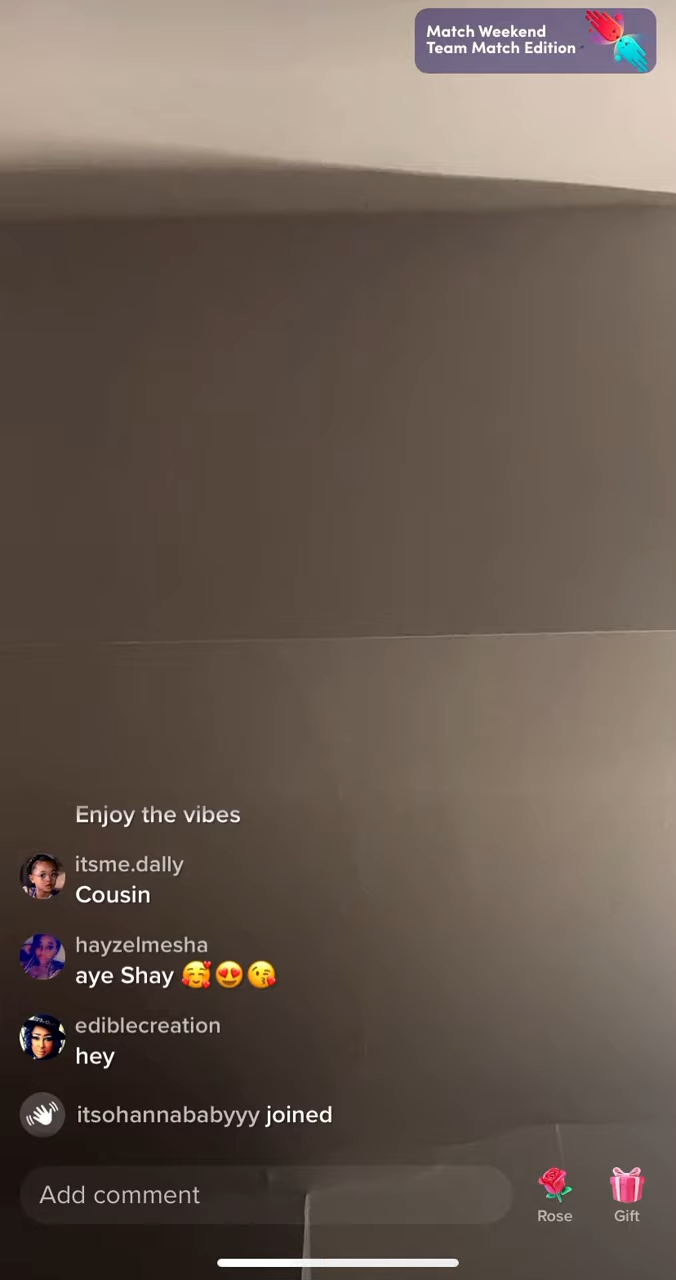 Match Weekend
Team Match Edition
Enjoy the vibes
itsme.dally
Cousin
hayzelmesha
aye Shay 🥰😍😘
ediblecreation
hey
itsohannababyyy joined
Add comment
Rose
Gift